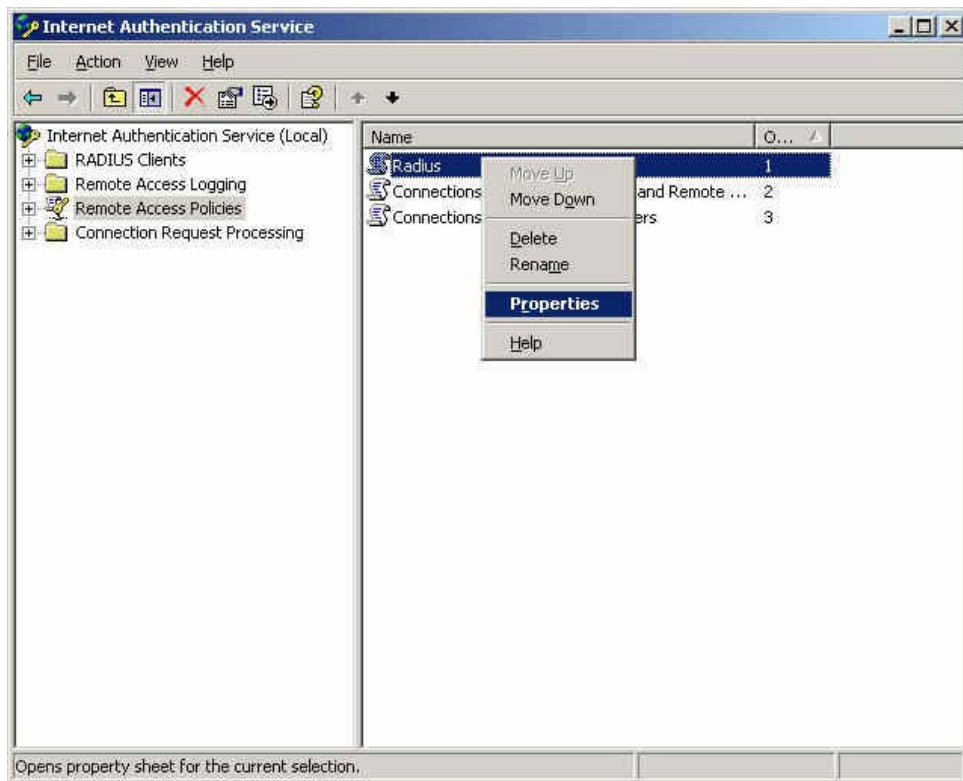 Internet Authentication Service
File Action View Help
Internet Authentication Service (Local)
RADIUS Clients
Remote Access Logging
Remote Access Policies
Connection Request Processing
Name O...
Radius 1
Connections and Remote ... 2
Connections ers 3
Move Up
Move Down
Delete
Rename
Properties
Help
Opens property sheet for the current selection.